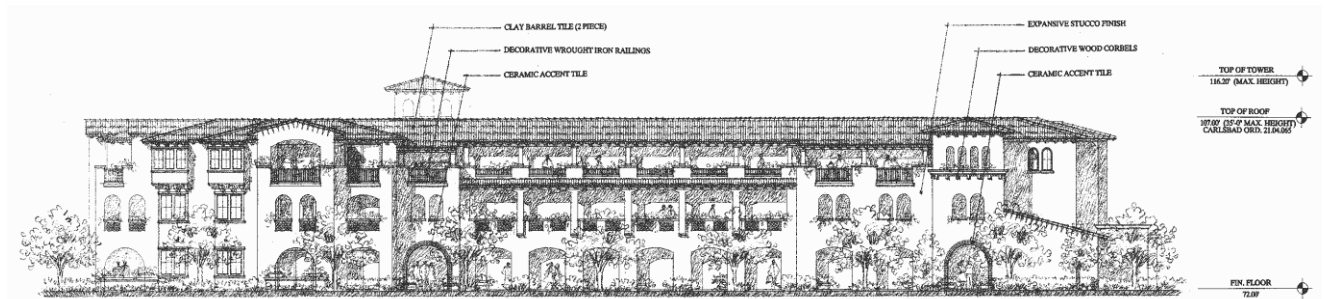 CLAY BARREL TILE (2 PIECE)
DECORATIVE WROUGHT IRON RAILINGS
CERAMIC ACCENT TILE
EXPANSIVE STUCCO FINISH
DECORATIVE WOOD CORBELS
CERAMIC ACCENT TILE
TOP OF TOWER
116.20' (MAX. HEIGHT)
TOP OF ROOF
107.00' (35'-0" MAX. HEIGHT)
CARLSBAD ORD. 21.04.065
FIN. FLOOR
72.00'